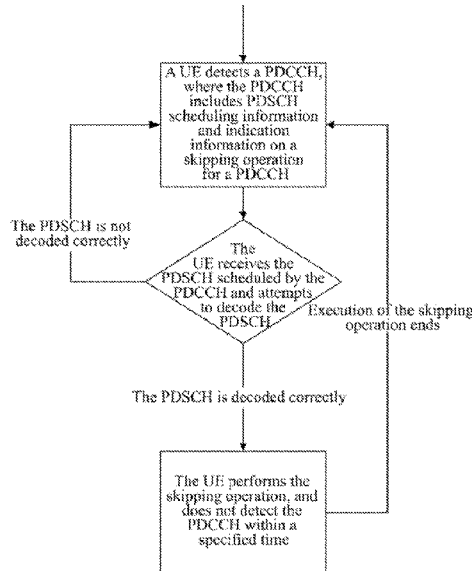 A UE detects a PDCCH,
where the PDCCH
includes PDSCH
scheduling information
and indication
information on a
skipping operation
for a PDCCH
The PDSCH is not
decoded correctly
The
UE receives the
PDSCH scheduled by the
PDCCH and attempts
to decode the
PDSCH
Execution of the skipping
operation ends
The PDSCH is decoded correctly
The UE performs the
skipping operation, and
does not detect the
PDCCH within a
specified time